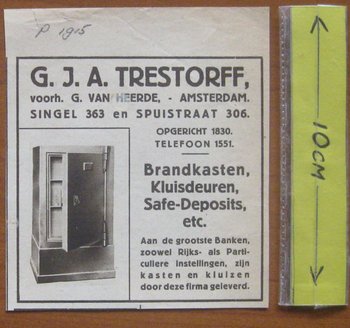 P 1915
G. J. A. TRESTORFF,
voorh. G. VAN HEERDE, - AMSTERDAM.
SINGEL 363 en SPUISTRAAT 306.
OPGERICHT 1830.
TELEFOON 1551.
Brandkasten,
Kluisdeuren,
Safe-Deposits,
etc.
Aan de grootste Banken,
zoowel Rijks- als Parti-
culiere instellingen, zijn
kasten en kluizen
door deze firma geleverd.
10CM